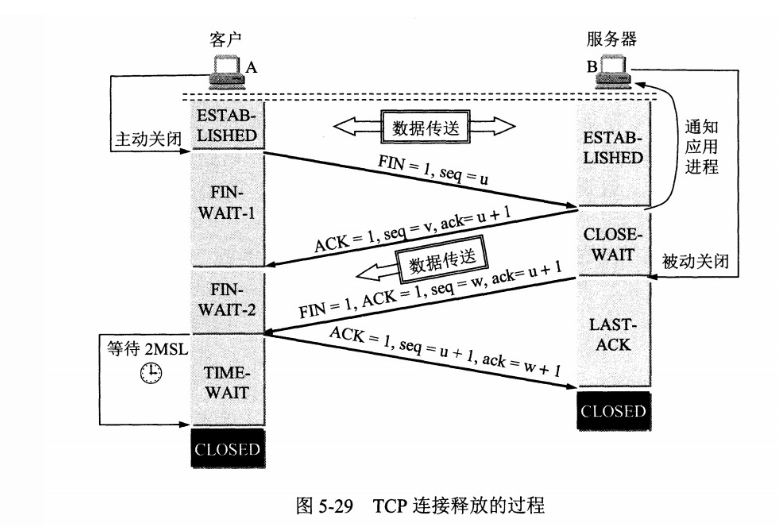 客户
服务器
A
B
ESTAB-
LISHED
数据传送
ESTAB-
LISHED
通知
应用
进程
主动关闭
FIN = 1, seq = u
FIN-
WAIT-1
ACK = 1, seq = v, ack= u + 1
CLOSE-
WAIT
数据传送
被动关闭
FIN-
WAIT-2
FIN = 1, ACK = 1, seq= w, ack= u + 1
ACK = 1, seq = u + 1, ack = w + 1
LAST-
ACK
等待 2MSL
TIME-
WAIT
CLOSED
CLOSED
图 5-29 TCP 连接释放的过程